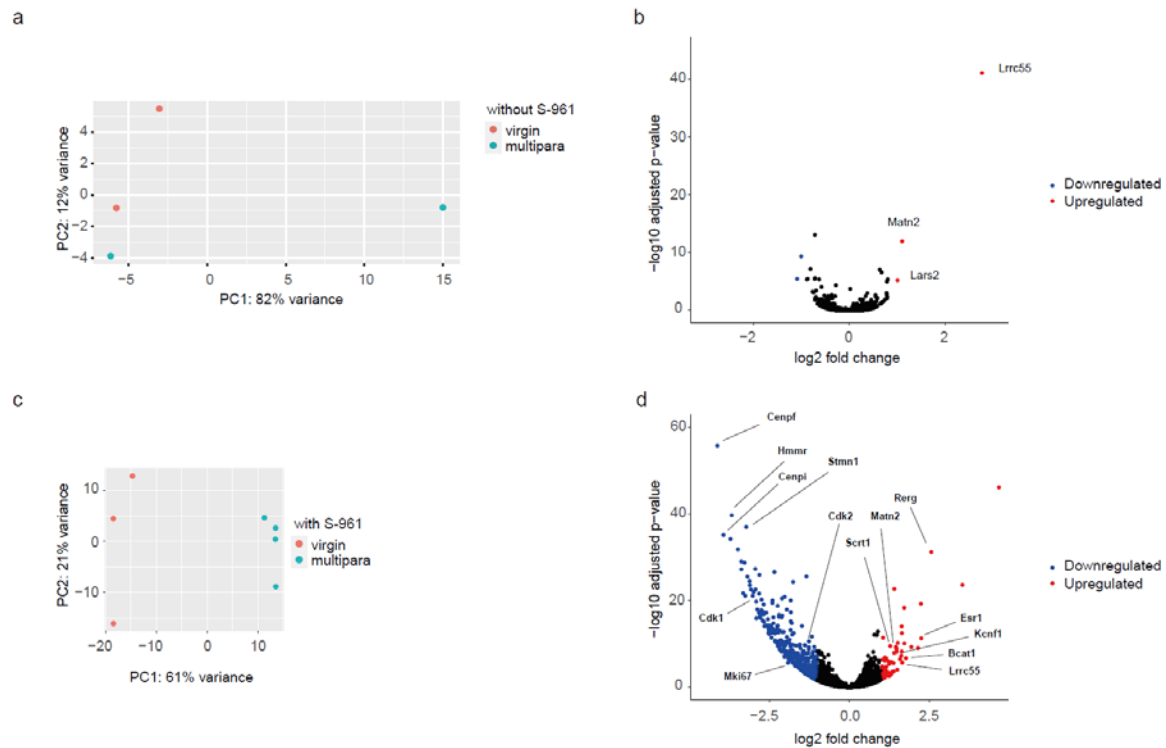 a
4
2
0
−2
−4
PC2: 12% variance
−5
0
5
10
15
PC1: 82% variance
without S-961
virgin
multipara
b
40
30
20
10
0
−log10 adjusted p-value
Lrrc55
Matn2
Lars2
−2
0
2
log2 fold change
Downregulated
Upregulated
c
10
0
−10
PC2: 21% variance
−20
−10
0
10
PC1: 61% variance
with S-961
virgin
multipara
d
60
40
20
0
−log10 adjusted p-value
Cenpf
Hmmr
Stmn1
Cenpi
Rerg
Cdk2
Matn2
Scrt1
Cdk1
Esr1
Kcnf1
Bcat1
Lrrc55
Mki67
−2.5
0.0
2.5
log2 fold change
Downregulated
Upregulated